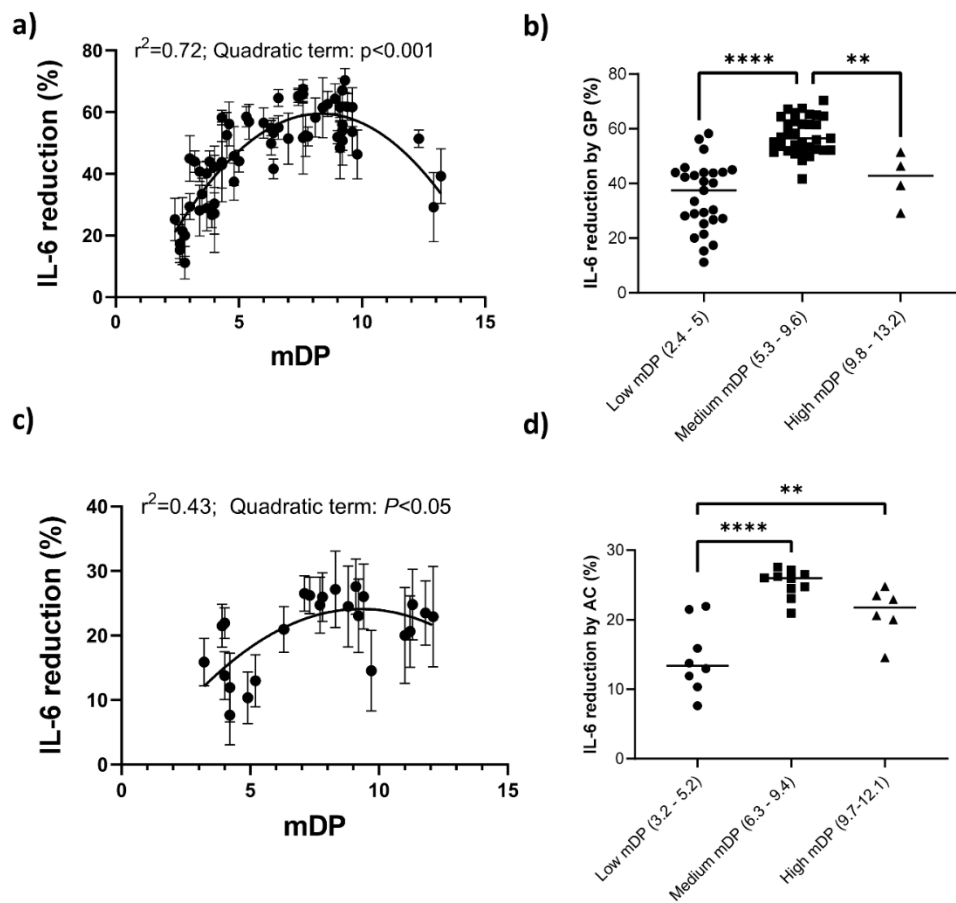 a)
r²=0.72; Quadratic term: p<0.001
IL-6 reduction (%)
80
60
40
20
0
0 5 10 15
mDP
b)
**** **
IL-6 reduction by GP (%)
80
60
40
20
0
Low mDP (2.4 - 5)
Medium mDP (5.3 - 9.6)
High mDP (9.8 - 13.2)
c)
r²=0.43; Quadratic term: P<0.05
IL-6 reduction (%)
40
30
20
10
0
0 5 10 15
mDP
d)
**
****
IL-6 reduction by AC (%)
30
20
10
0
Low mDP (3.2 - 5.2)
Medium mDP (6.3 - 9.4)
High mDP (9.7-12.1)